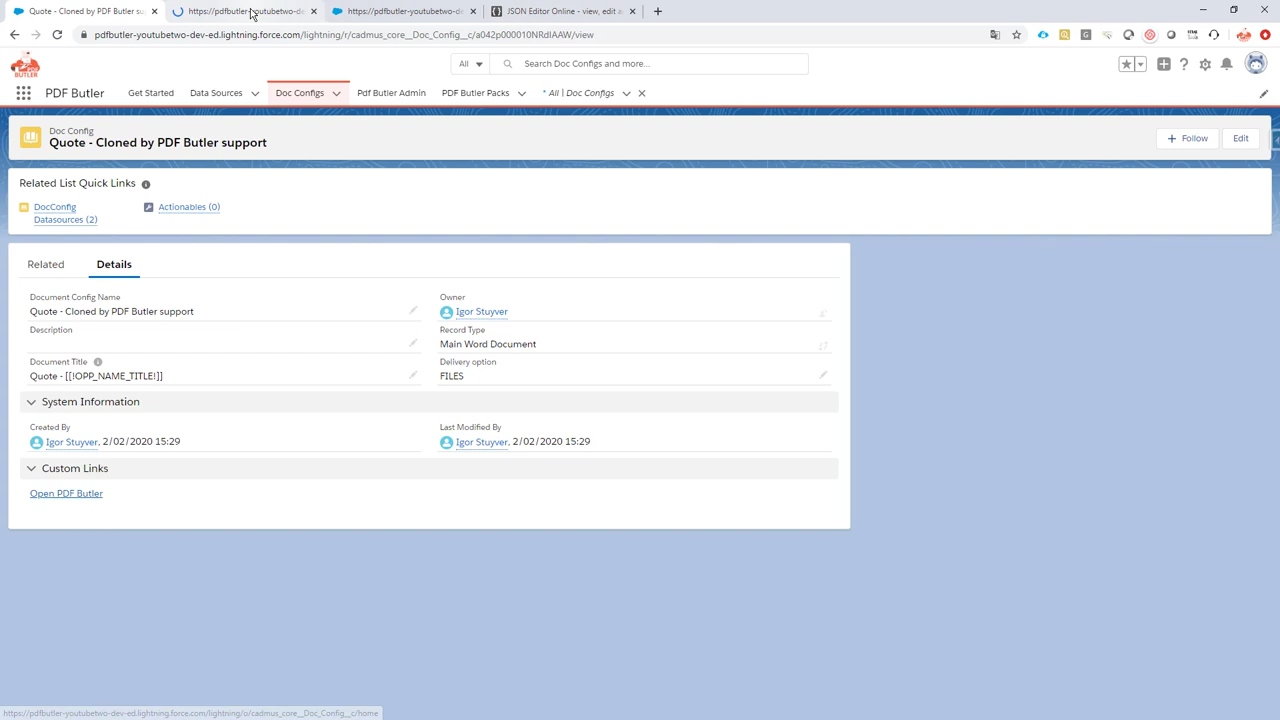 Quote - Cloned by PDF Butler su
https://pdfbutler-youtubetwo-de
https://pdfbutler-youtubetwo-de
JSON Editor Online - view, edit a
pdfbutler-youtubetwo-dev-ed.lightning.force.com/lightning/r/cadmus_core__Doc_Config__c/a042p000010NRdIAAW/view
PDF BUTLER
All
Search Doc Configs and more...
PDF Butler
Get Started
Data Sources
Doc Configs
Pdf Butler Admin
PDF Butler Packs
* All | Doc Configs
Doc Config
Quote - Cloned by PDF Butler support
Follow
Edit
Related List Quick Links
DocConfig
Datasources (2)
Actionables (0)
Related
Details
Document Config Name
Quote - Cloned by PDF Butler support
Owner
Igor Stuyver
Description
Record Type
Main Word Document
Document Title
Quote - [[!OPP_NAME_TITLE!]]
Delivery option
FILES
System Information
Created By
Igor Stuyver, 2/02/2020 15:29
Last Modified By
Igor Stuyver, 2/02/2020 15:29
Custom Links
Open PDF Butler
https://pdfbutler-youtubetwo-dev-ed.lightning.force.com/lightning/o/cadmus_core__Doc_Config__c/home